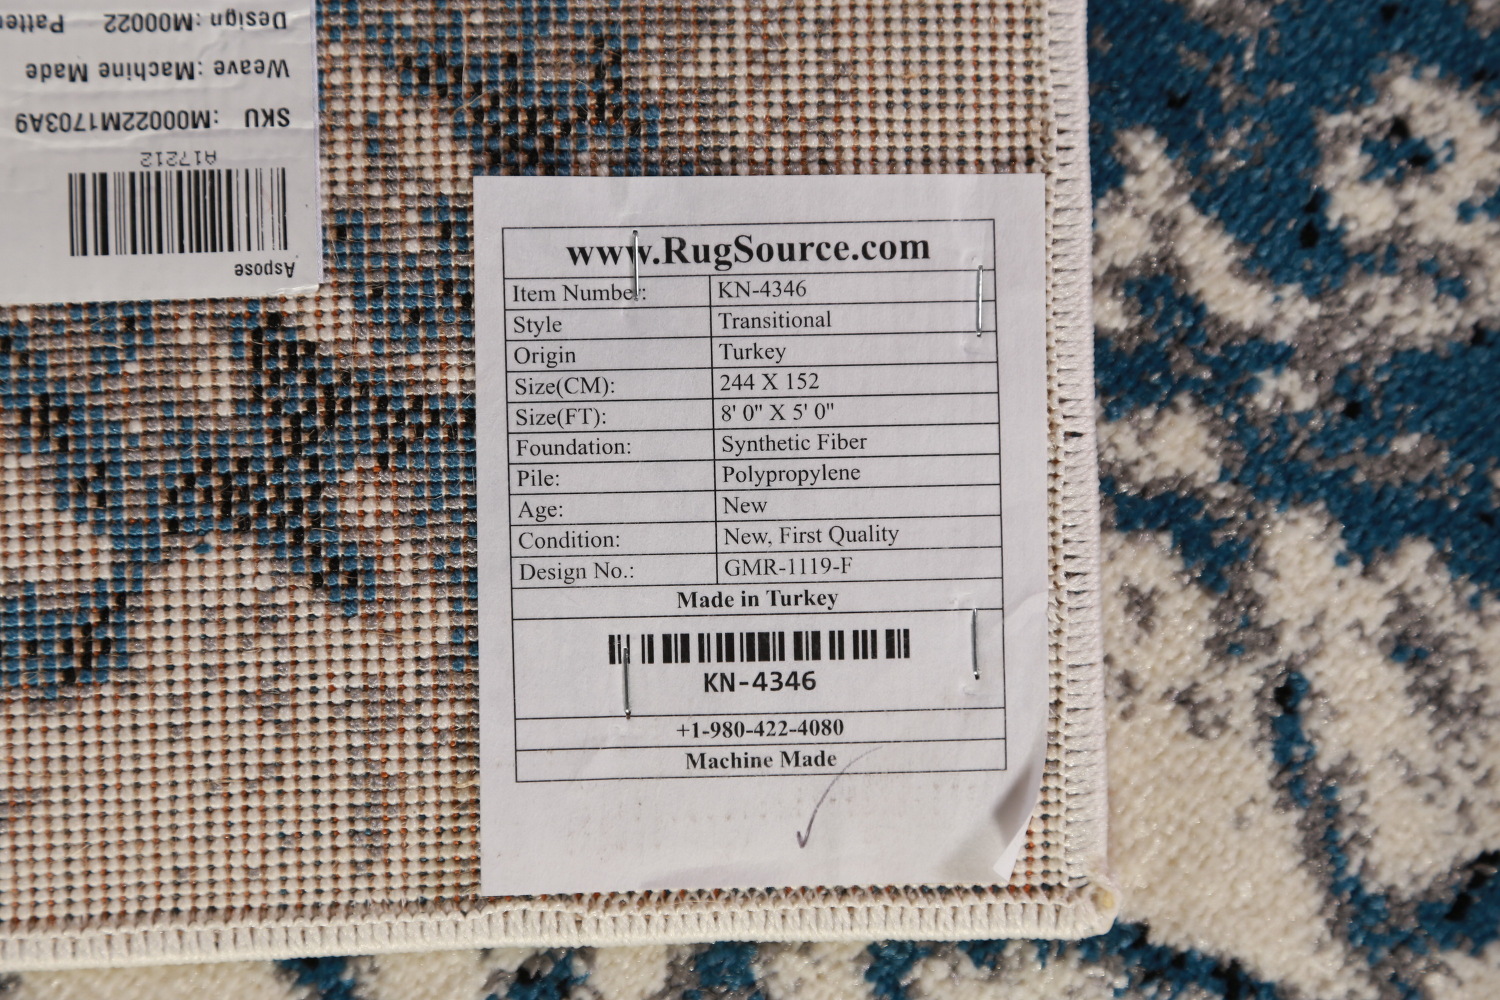 Design :M00022 Patte
Weave :Machine Made
SKU :M00022M1703A9
A17212
Aspose
www.RugSource.com
Item Number: KN-4346
Style Transitional
Origin Turkey
Size(CM): 244 X 152
Size(FT): 8' 0" X 5' 0"
Foundation: Synthetic Fiber
Pile: Polypropylene
Age: New
Condition: New, First Quality
Design No.: GMR-1119-F
Made in Turkey
KN-4346
+1-980-422-4080
Machine Made